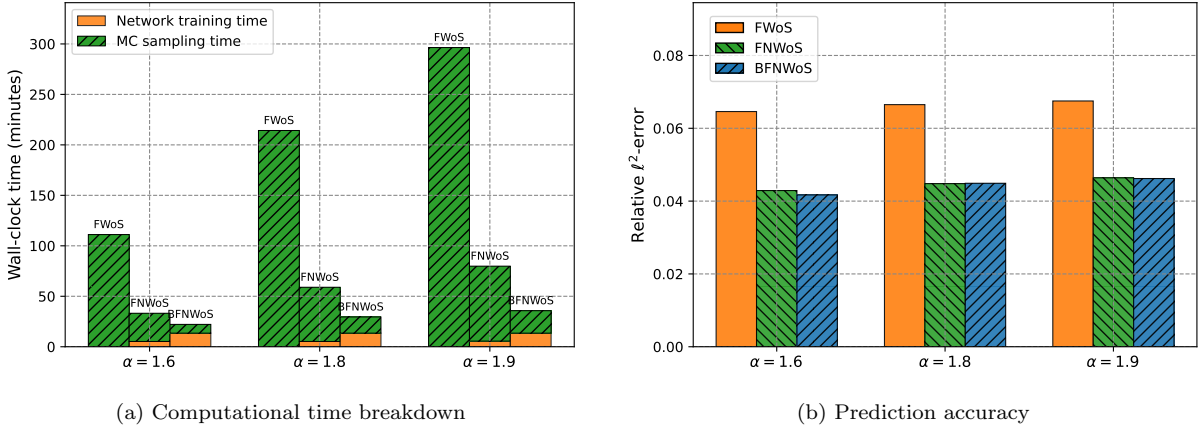 Network training time
MC sampling time
Wall-clock time (minutes)
300
250
200
150
100
50
0
FWoS
FNWoS
BFNWoS
FWoS
FNWoS
BFNWoS
FWoS
FNWoS
BFNWoS
α = 1.6
α = 1.8
α = 1.9
(a) Computational time breakdown
FWoS
FNWoS
BFNWoS
Relative ℓ²-error
0.08
0.06
0.04
0.02
0.00
α = 1.6
α = 1.8
α = 1.9
(b) Prediction accuracy